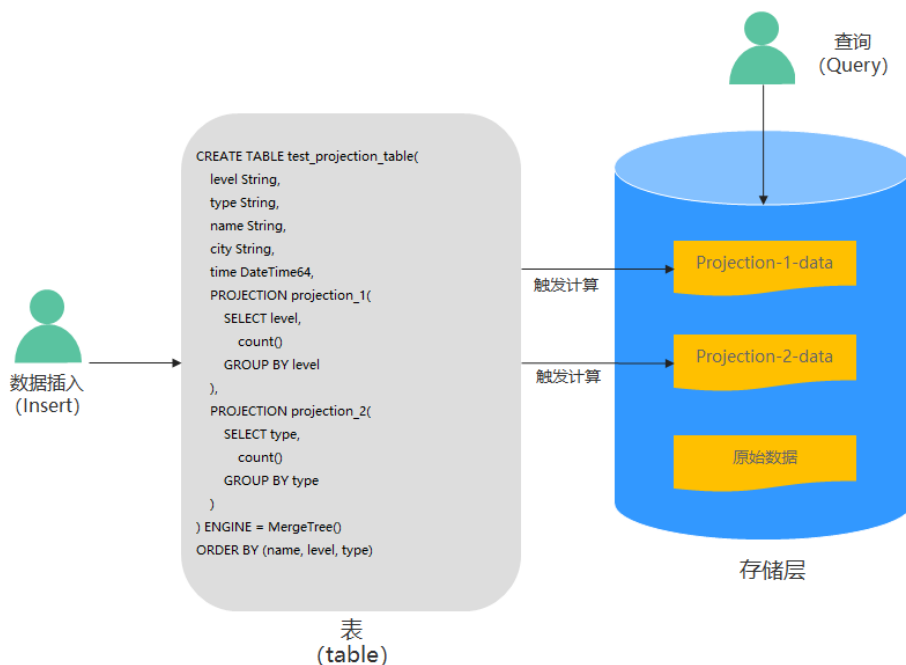 查询
(Query)
CREATE TABLE test_projection_table(
level String,
type String,
name String,
city String,
time DateTime64,
PROJECTION projection_1(
SELECT level,
count()
GROUP BY level
),
PROJECTION projection_2(
SELECT type,
count()
GROUP BY type
)
) ENGINE = MergeTree()
ORDER BY (name, level, type)
数据插入
(Insert)
触发计算
触发计算
Projection-1-data
Projection-2-data
原始数据
存储层
表
(table)